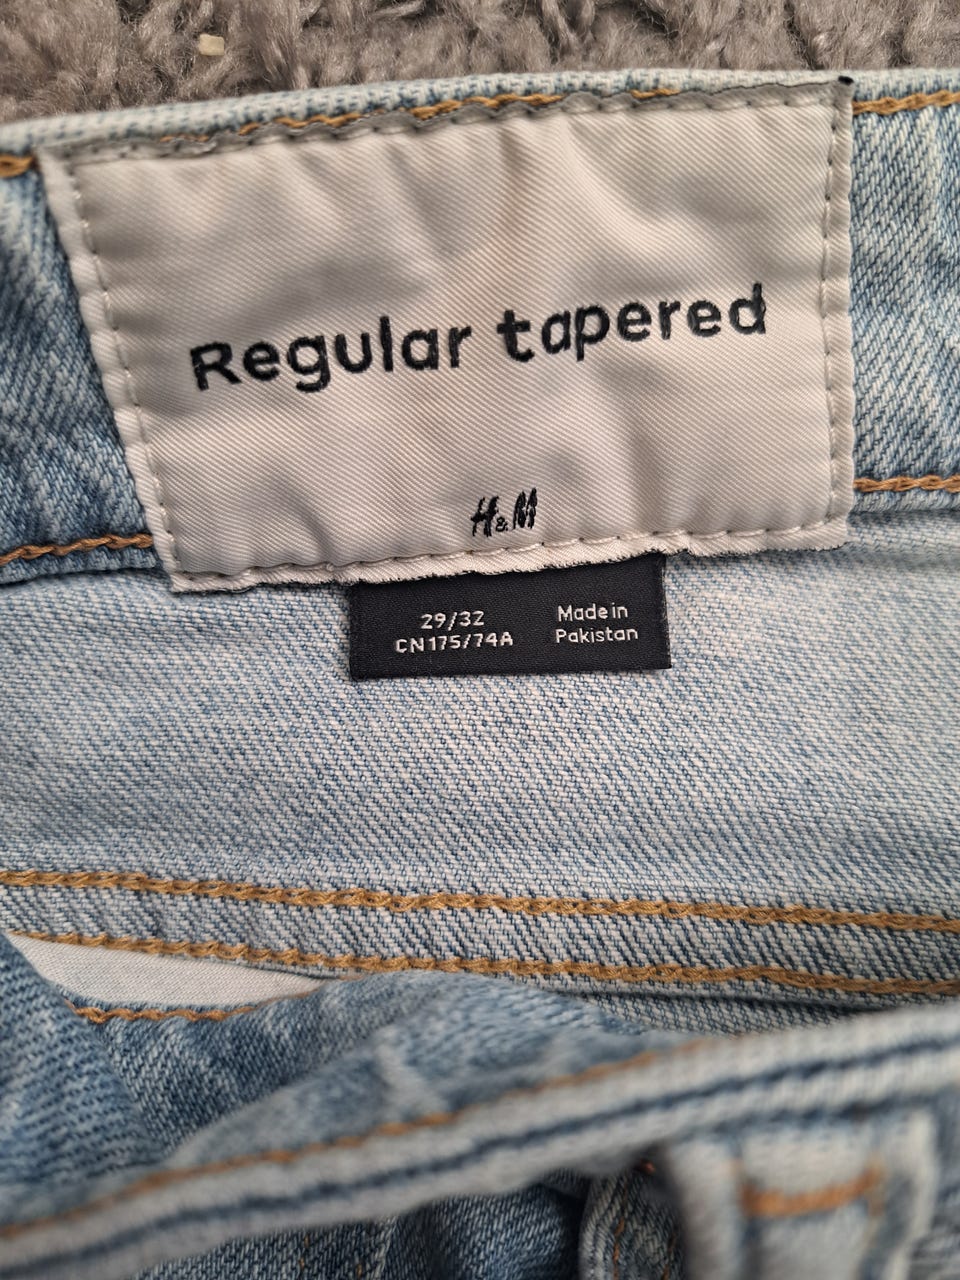 Regular tapered
H&M
29/32
CN175/74A
Made in
Pakistan